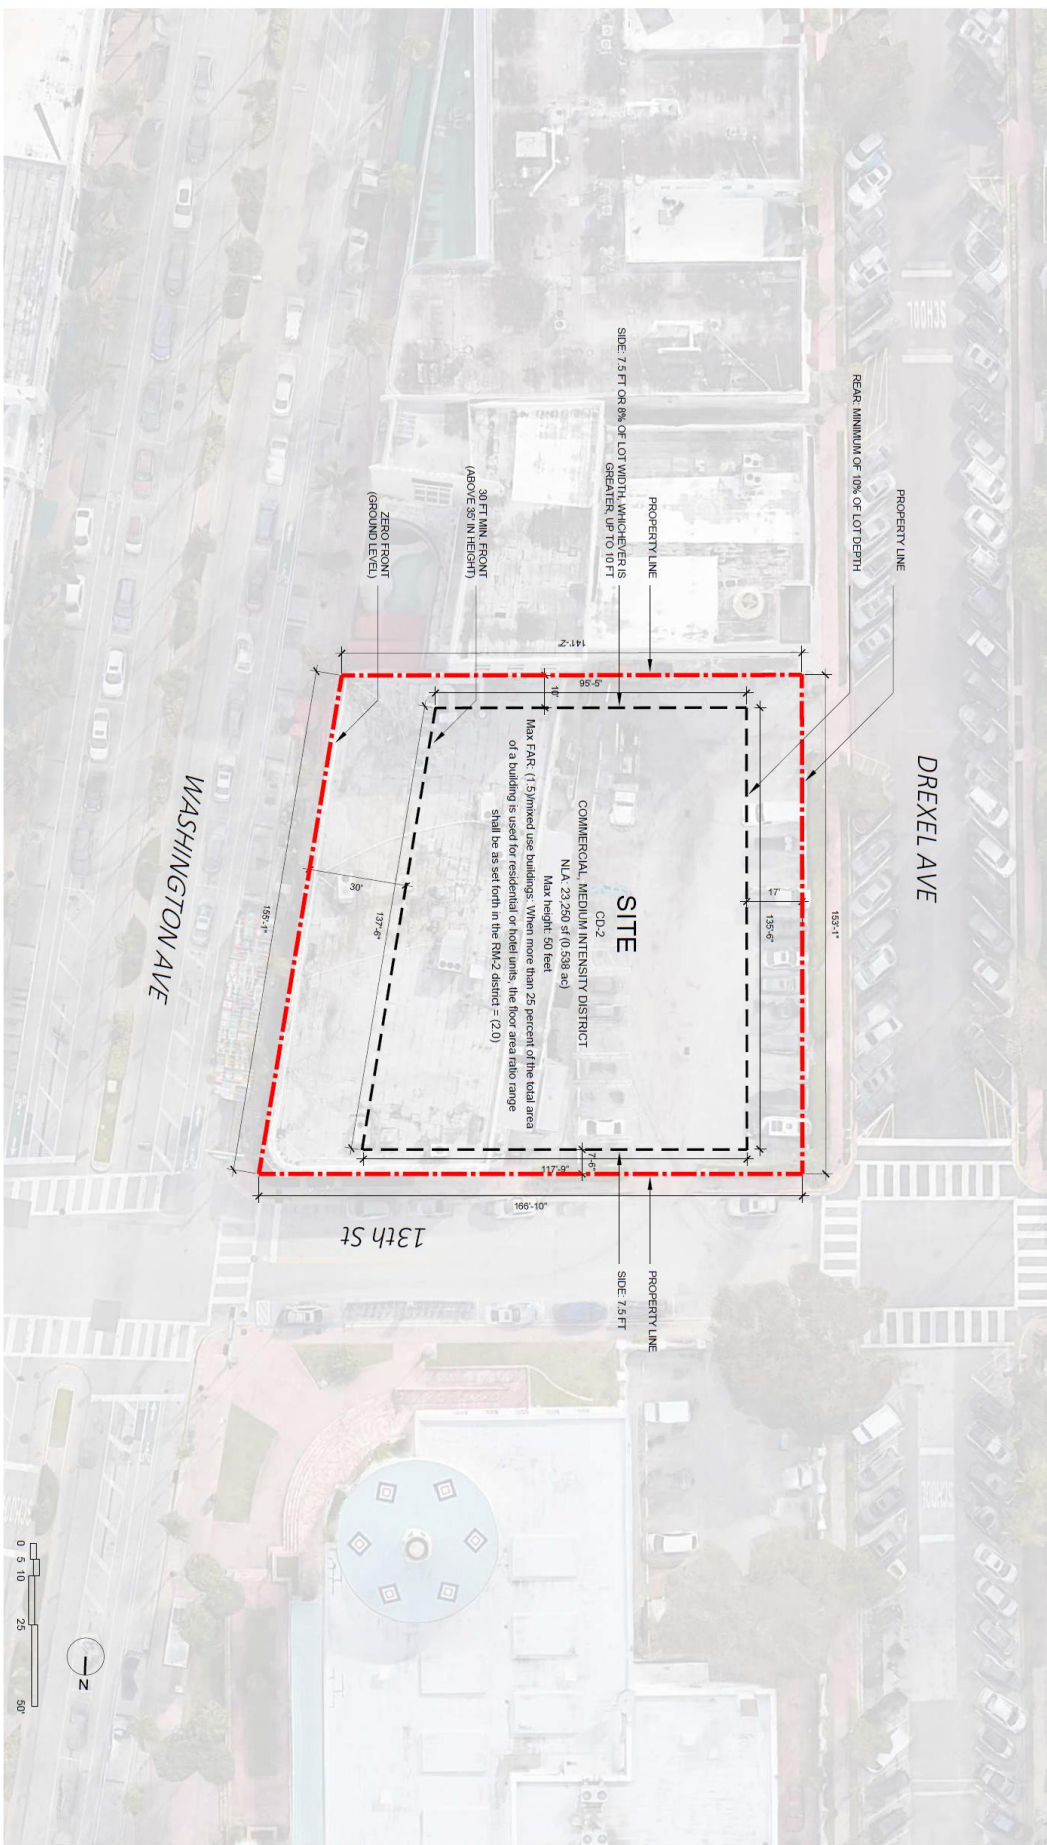 DREXEL AVE
PROPERTY LINE
REAR: MINIMUM OF 10% OF LOT DEPTH
PROPERTY LINE
SIDE: 7.5 FT OR 8% OF LOT WIDTH, WHICHEVER IS
GREATER, UP TO 10 FT
30 FT MIN. FRONT
(ABOVE 35' IN HEIGHT)
ZERO FRONT
(GROUND LEVEL)
153'-1"
135'-6"
17'
141'-2"
95'-5"
10'
SITE
COMMERCIAL, MEDIUM INTENSITY DISTRICT
CD-2
NLA: 23,250 sf (0.538 ac)
Max height: 50 feet
Max FAR: (1.5)/mixed use buildings: When more than 25 percent of the total area
of a building is used for residential or hotel units, the floor area ratio range
shall be as set forth in the RM-2 district = (2.0)
7'-6"
117'-9"
166'-10"
30'
137'-6"
155'-1"
PROPERTY LINE
SIDE: 7.5 FT
13th St
WASHINGTON AVE
SCHOOL
SCHOOL
0 5 10 25 50'
N